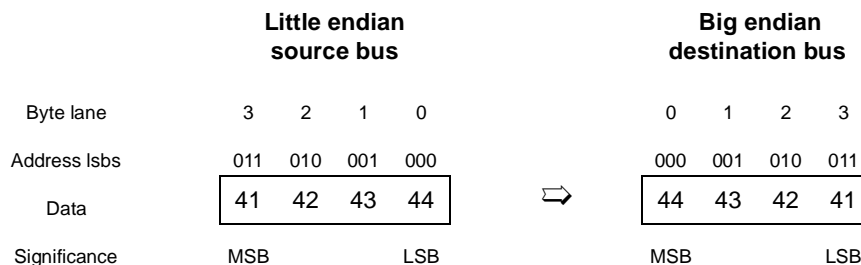 Little endian Big endian
source bus destination bus
Byte lane 3 2 1 0 0 1 2 3
Address lsbs 011 010 001 000 000 001 010 011
Data 41 42 43 44 44 43 42 41
Significance MSB LSB MSB LSB